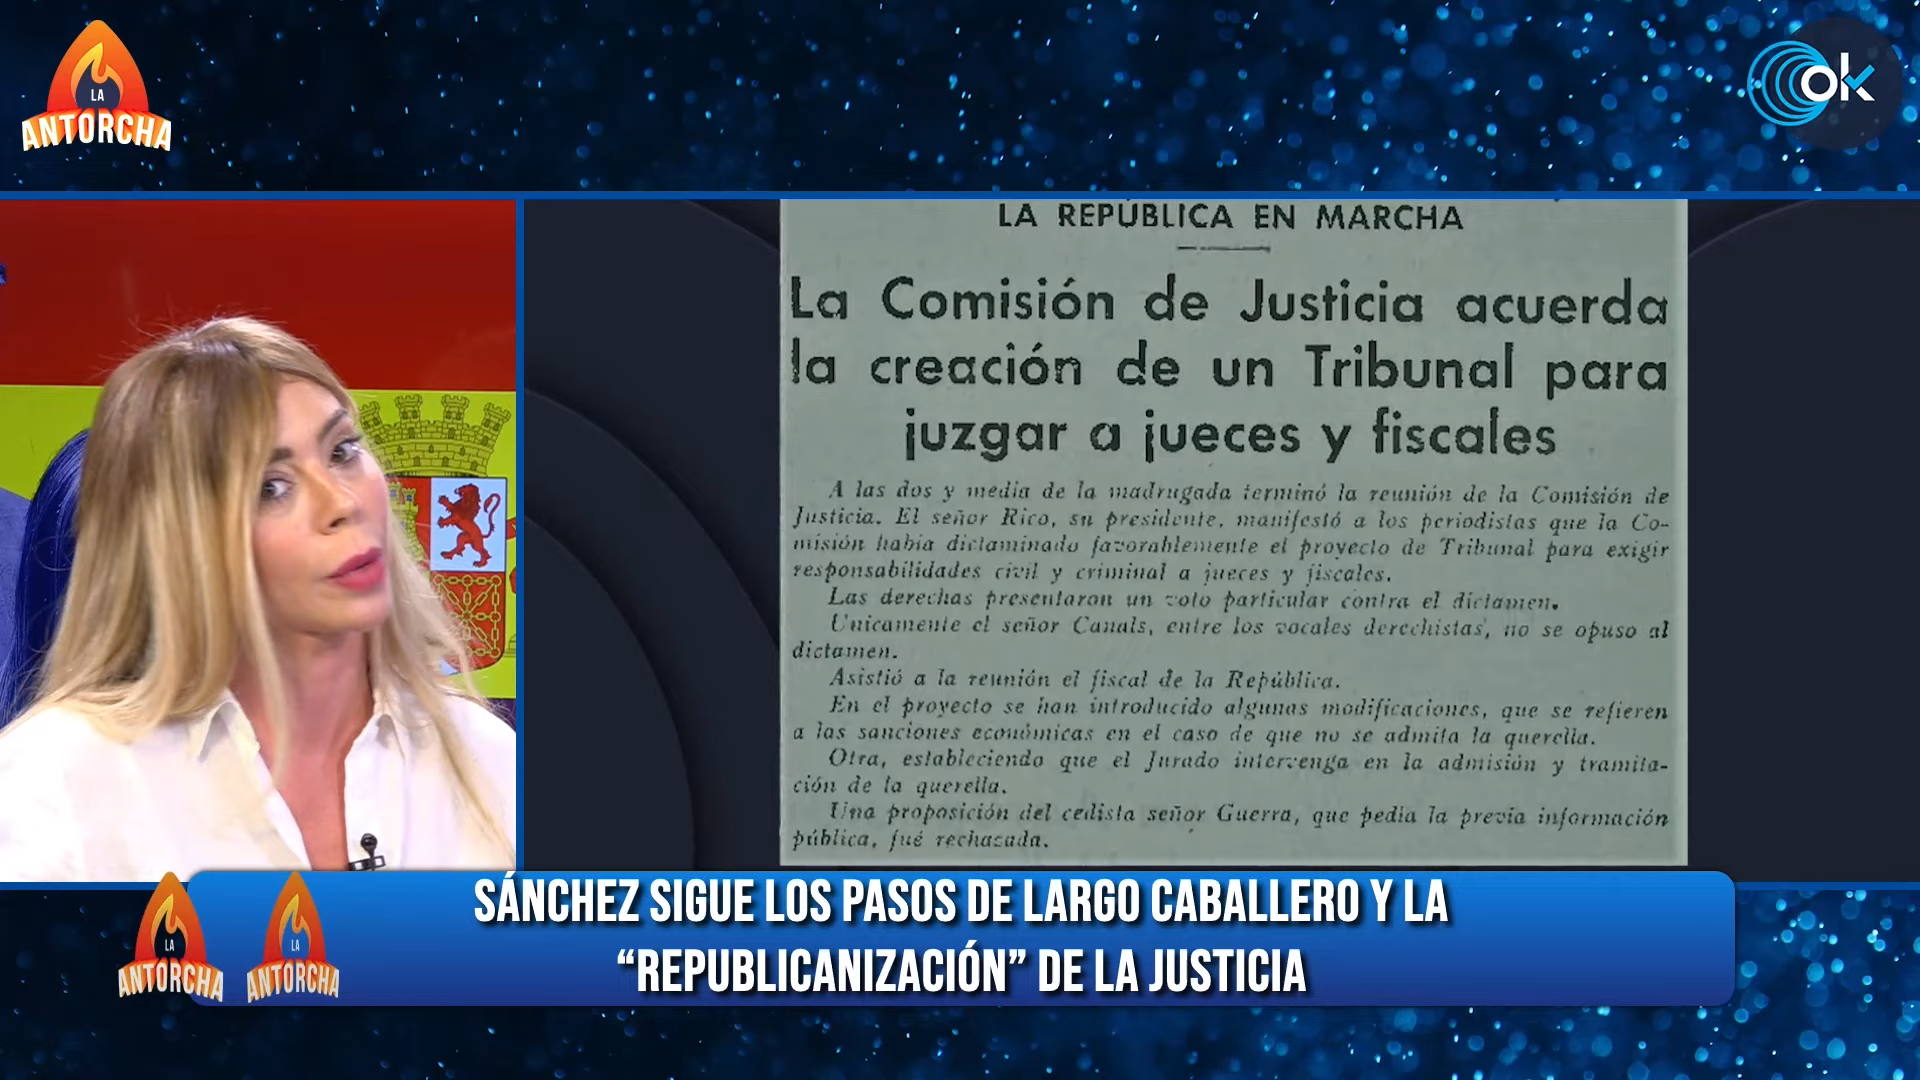 LA
ANTORCHA
ok
LA REPÚBLICA EN MARCHA
La Comisión de Justicia acuerda
la creación de un Tribunal para
juzgar a jueces y fiscales
A las dos y media de la madrugada terminó la reunión de la Comisión de
Justicia. El señor Rico, su presidente, manifestó a los periodistas que la Co-
misión había dictaminado favorablemente el proyecto de Tribunal para exigir
responsabilidades civil y criminal a jueces y fiscales.
Las derechas presentaron un voto particular contra el dictamen.
Unicamente el señor Canals, entre los vocales derechistas, no se opuso al
dictamen.
Asistió a la reunión el fiscal de la República.
En el proyecto se han introducido algunas modificaciones, que se refieren
a las sanciones económicas en el caso de que no se admita la querella.
Otra, estableciendo que el Jurado intervenga en la admisión y tramita-
ción de la querella.
Una proposición del cedista señor Guerra, que pedía la previa información
pública, fué rechazada.
SÁNCHEZ SIGUE LOS PASOS DE LARGO CABALLERO Y LA
“REPUBLICANIZACIÓN” DE LA JUSTICIA
LA
ANTORCHA
LA
ANTORCHA